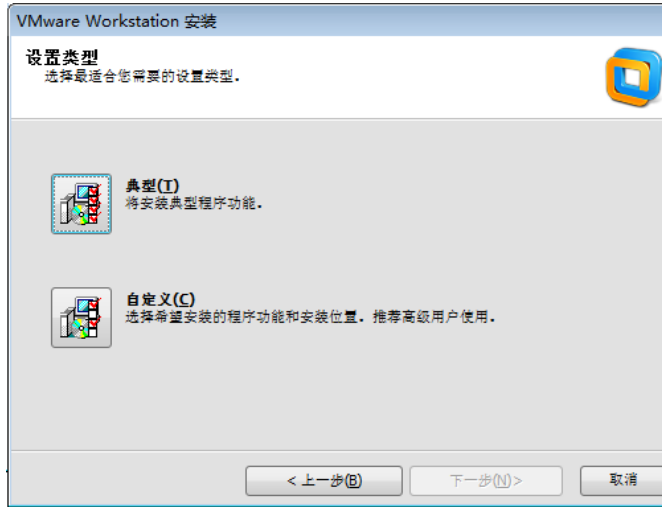 VMware Workstation 安装
设置类型
选择最适合您需要的设置类型。
典型(T)
将安装典型程序功能。
自定义(C)
选择希望安装的程序功能和安装位置。推荐高级用户使用。
< 上一步(B)
下一步(N)>
取消